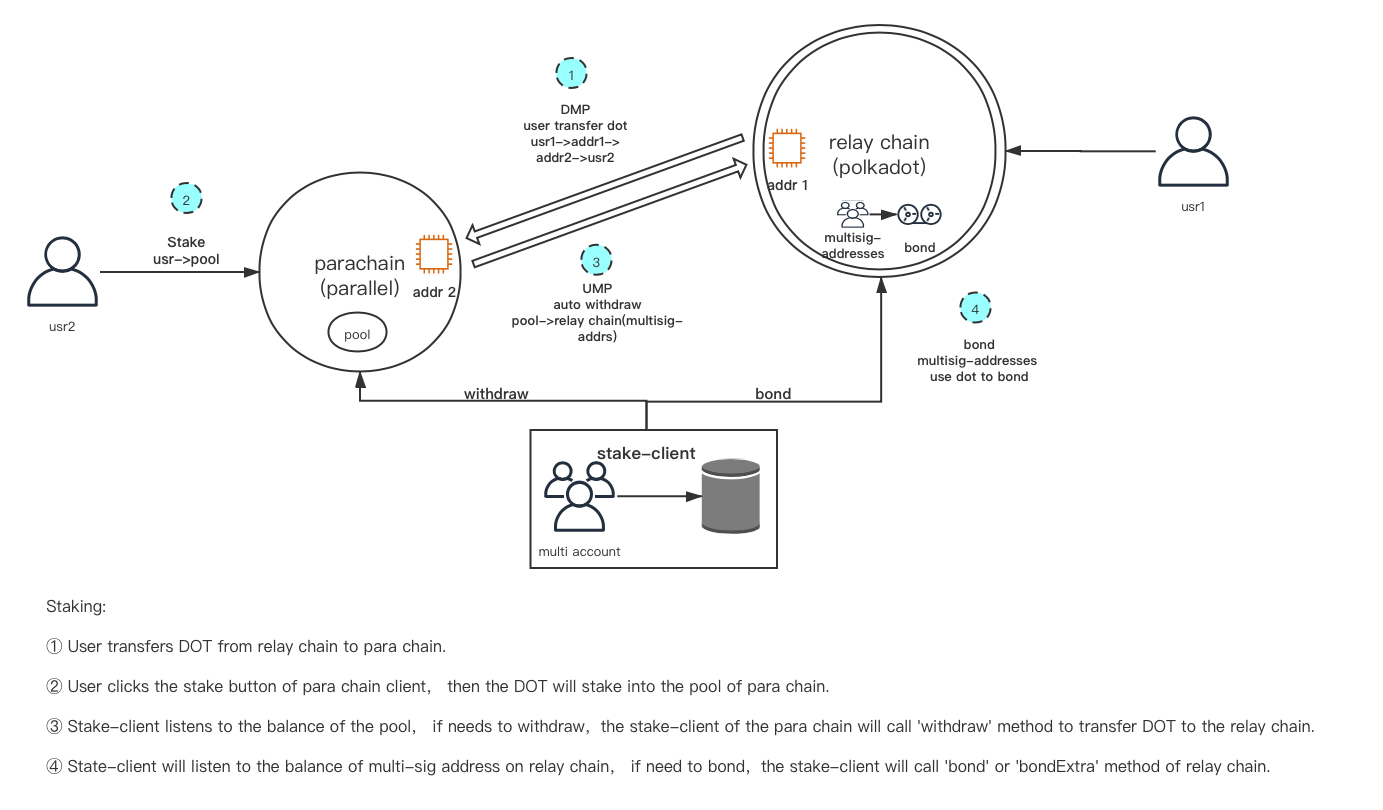 1
DMP
user transfer dot
usr1->addr1->
addr2->usr2
relay chain
(polkadot)
addr 1
multisig-
addresses
bond
usr1
2
Stake
usr->pool
usr2
parachain
(parallel)
addr 2
pool
3
UMP
auto withdraw
pool->relay chain(multisig-
addrs)
4
bond
multisig-addresses
use dot to bond
withdraw
bond
stake-client
multi account
Staking:
① User transfers DOT from relay chain to para chain.
② User clicks the stake button of para chain client， then the DOT will stake into the pool of para chain.
③ Stake-client listens to the balance of the pool， if needs to withdraw，the stake-client of the para chain will call 'withdraw' method to transfer DOT to the relay chain.
④ State-client will listen to the balance of multi-sig address on relay chain， if need to bond，the stake-client will call 'bond' or 'bondExtra' method of relay chain.